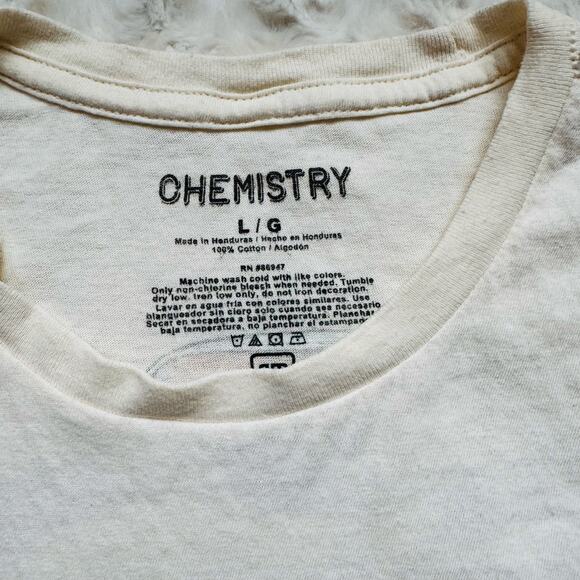 CHEMISTRY
L / G
Made in Honduras / Hecho en Honduras
100% Cotton / Algodón
RN #86947
Machine wash cold with like colors.
Only non-chlorine bleach when needed. Tumble
dry low. Iron low only, do not iron decoration.
Lavar en agua fria con colores similares. Use
blanqueador sin cloro solo cuando sea necesario
Secar en secadora a baja temperatura. Planchar
baja temperatura, no planchar el estampado